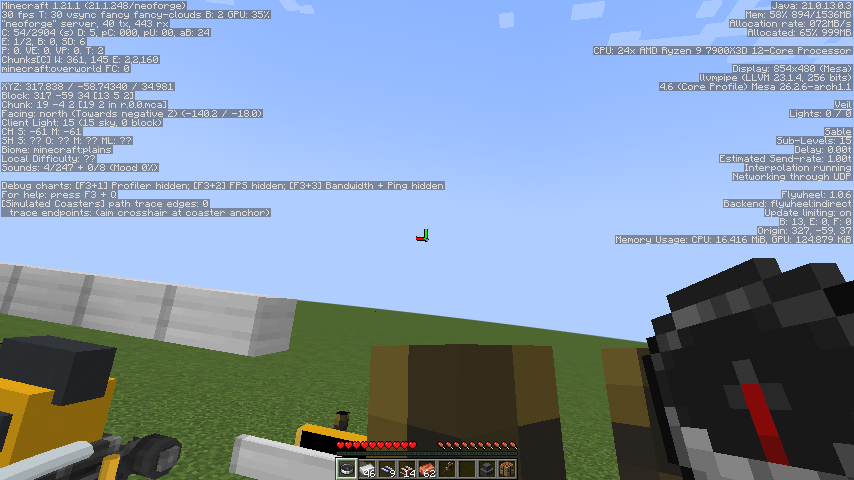 Minecraft 1.21.1 (21.1.248/neoforge)
30 fps T: 30 vsync fancy fancy-clouds B: 2 GPU: 35%
"neoforge" server, 40 tx, 443 rx
C: 54/2904 (s) D: 5, pC: 000, pU: 00, aB: 24
E: 1/2, B: 0, SD: 6
P: 0. VE: 0. VP: 0. T: 2
Chunks[C] W: 361, 145 E: 2,2,160
minecraft:overworld FC: 0
XYZ: 317.838 / -58.74340 / 34.981
Block: 317 -59 34 [13 5 2]
Chunk: 19 -4 2 [19 2 in r.0.0.mca]
Facing: north (Towards negative Z) (-140.2 / -18.0)
Client Light: 15 (15 sky, 0 block)
CH S: -61 M: -61
SH S: ?? O: ?? M: ?? ML: ??
Biome: minecraft:plains
Local Difficulty: ??
Sounds: 4/247 + 0/8 (Mood 0%)
Debug charts: [F3+1] Profiler hidden; [F3+2] FPS hidden; [F3+3] Bandwidth + Ping hidden
For help: press F3 + Q
[Simulated Coasters] path trace edges: 0
trace endpoints: (aim crosshair at coaster anchor)
Java: 21.0.13.0.3
Mem: 58% 894/1536MB
Allocation rate: 072MB/s
Allocated: 65% 999MB
CPU: 24x AMD Ryzen 9 7900X3D 12-Core Processor
Display: 854x480 (Mesa)
llvmpipe (LLVM 23.1.4, 256 bits)
4.6 (Core Profile) Mesa 26.2.6-arch1.1
Veil
Lights: 0 / 0
Sable
Sub-Levels: 15
Delay: 0.00t
Estimated Send-rate: 1.00t
Interpolation running
Networking through UDP
Flywheel: 1.0.6
Backend: flywheel:indirect
Update limiting: on
B: 13, E: 0, F: 0
Origin: 327, -59, 37
Memory Usage: CPU: 16.416 MiB, GPU: 124.879 KiB
46
9
14
62